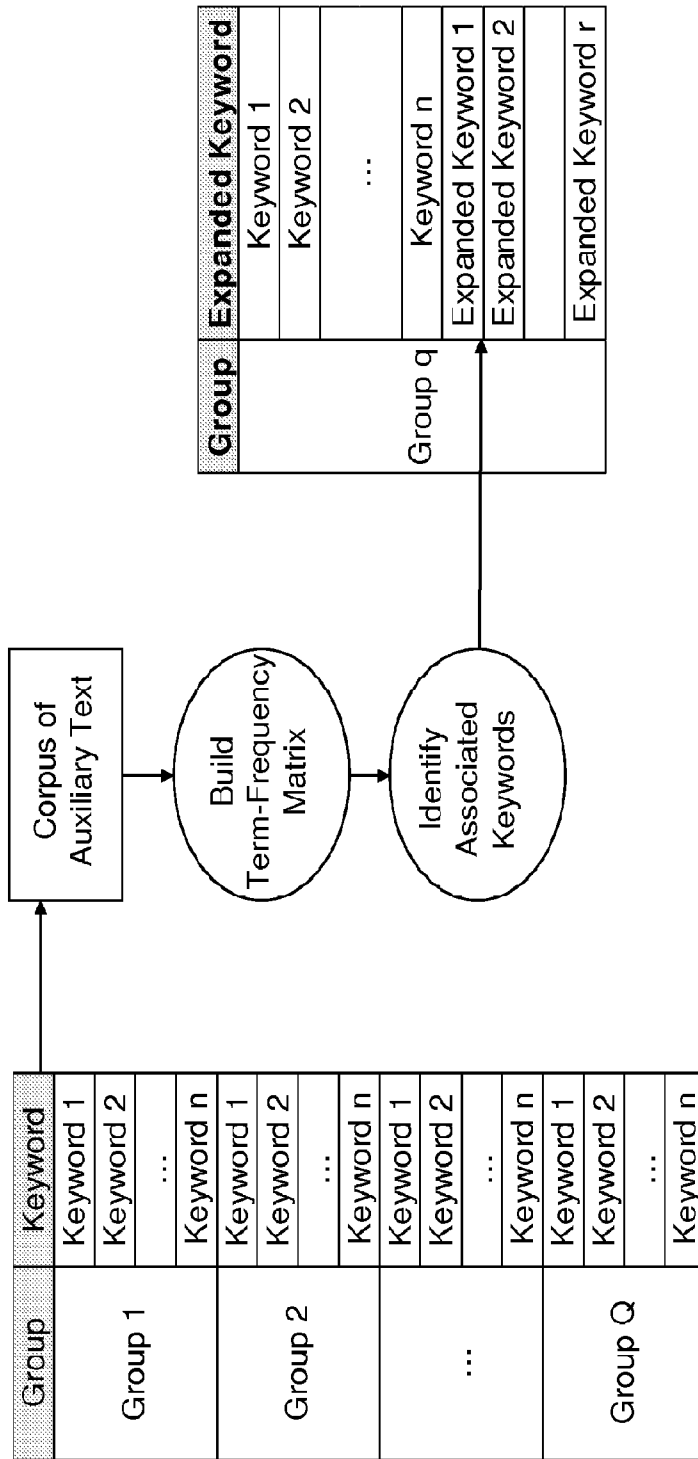 Group Keyword
Group 1
Keyword 1
Keyword 2
...
Keyword n
Group 2
Keyword 1
Keyword 2
...
Keyword n
...
Keyword 1
Keyword 2
...
Keyword n
Group Q
Keyword 1
Keyword 2
...
Keyword n
Corpus of
Auxiliary Text
Build
Term-Frequency
Matrix
Identify
Associated
Keywords
Group Expanded Keyword
Group q
Keyword 1
Keyword 2
...
Keyword n
Expanded Keyword 1
Expanded Keyword 2
Expanded Keyword r